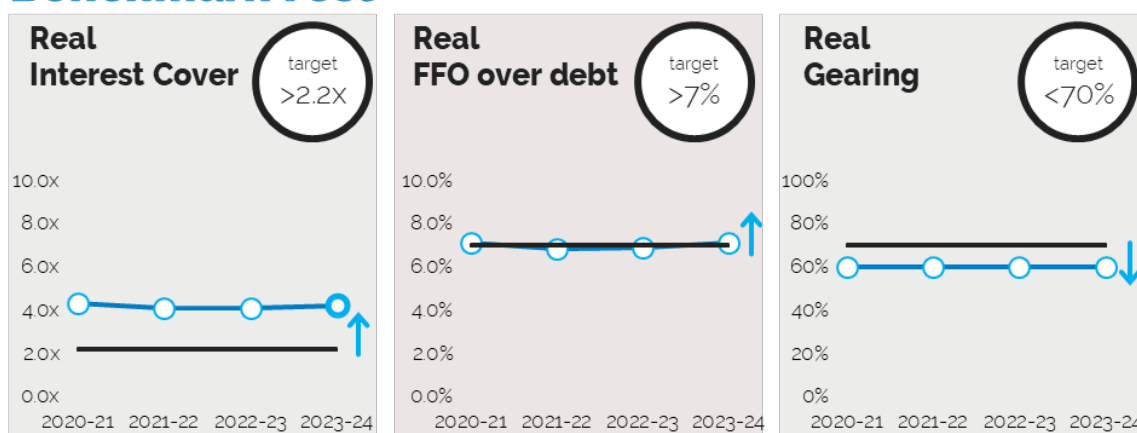 Real
Interest Cover
target
>2.2x
10.0x
8.0x
6.0x
4.0x
2.0x
0.0x
2020-21 2021-22 2022-23 2023-24
Real
FFO over debt
target
>7%
10.0%
8.0%
6.0%
4.0%
2.0%
0.0%
2020-21 2021-22 2022-23 2023-24
Real
Gearing
target
<70%
100%
80%
60%
40%
20%
0%
2020-21 2021-22 2022-23 2023-24